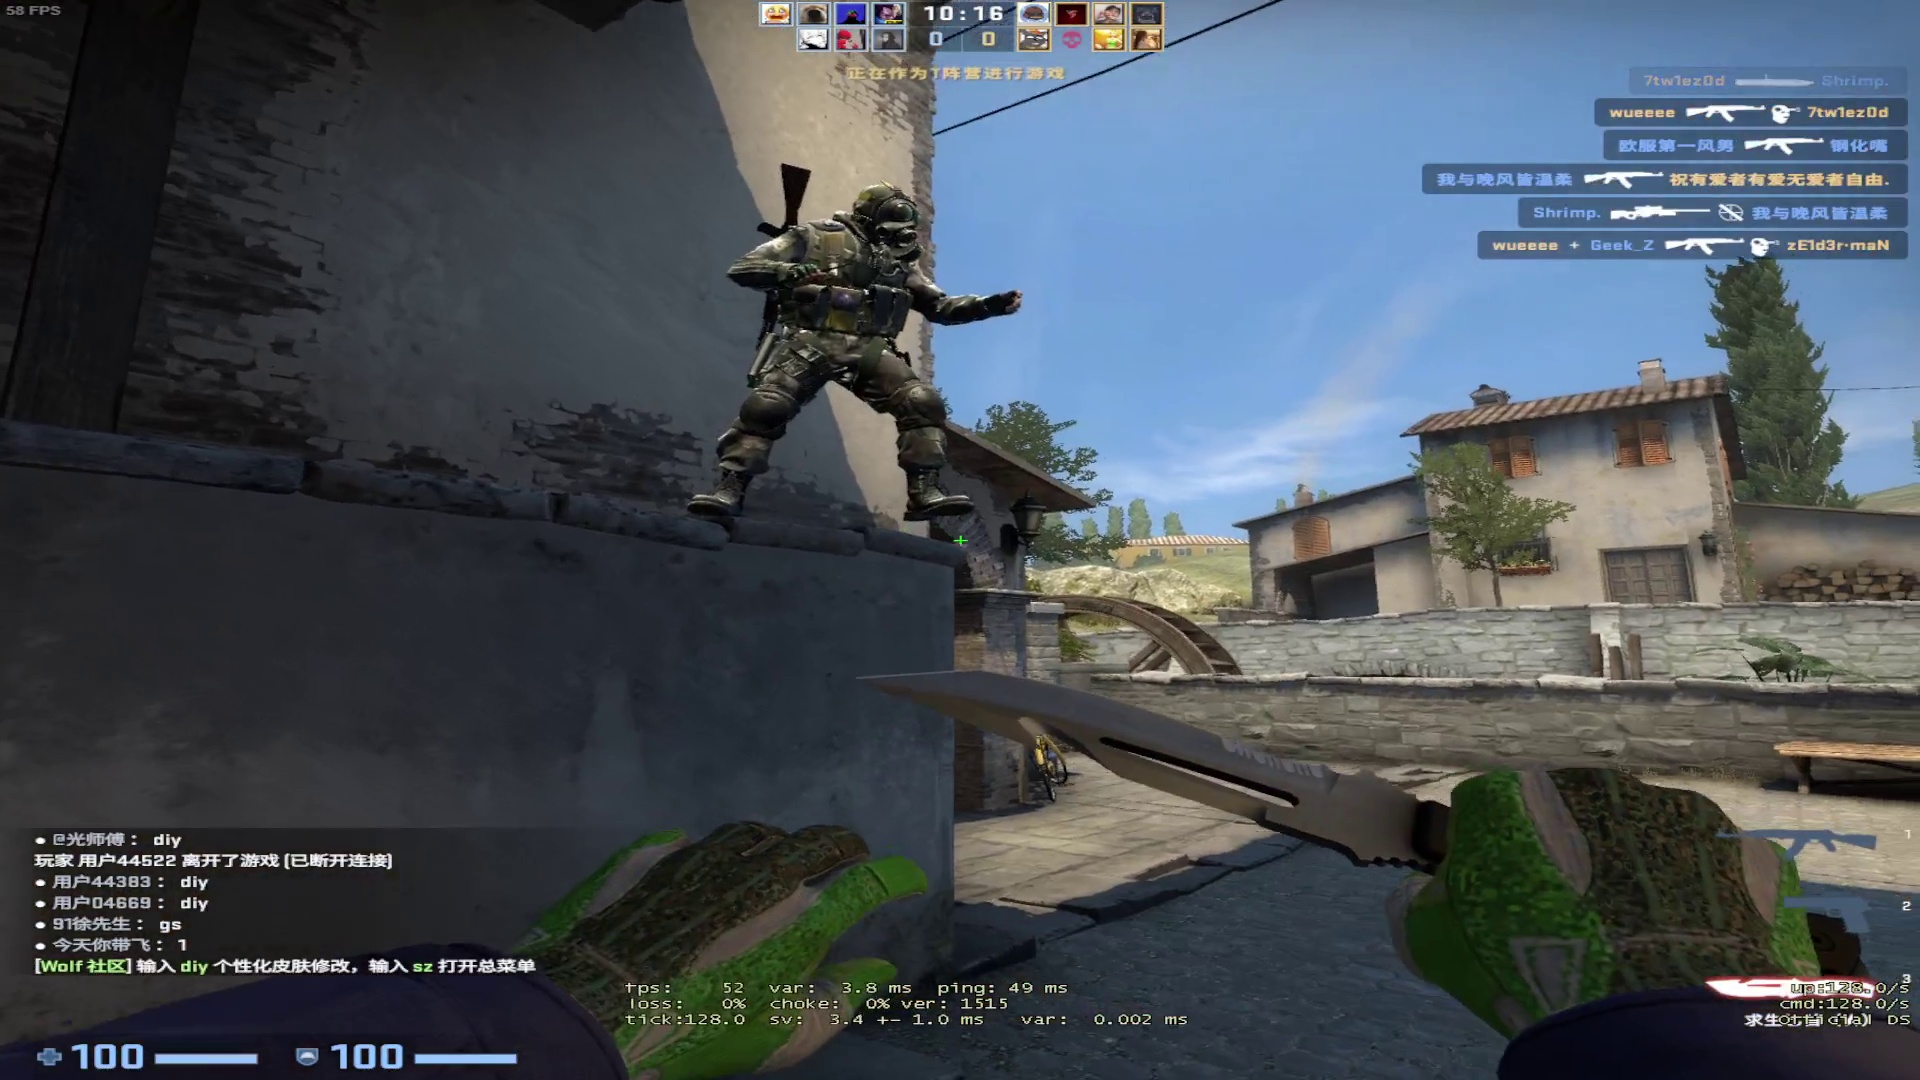 58 FPS
10:16
0 0
正在作为T阵营进行游戏
7tw1ez0d Shrimp.
wueeee 7tw1ez0d
欧服第一风男 钢化嘴
我与晚风皆温柔 祝有爱者有爱无爱者自由.
Shrimp. 我与晚风皆温柔
wueeee + Geek_Z zE1d3r·maN
● @光师傅： diy
玩家 用户44522 离开了游戏 [已断开连接]
● 用户44383： diy
● 用户04669： diy
● 91徐先生： gs
● 今天你带飞： 1
[Wolf 社区] 输入 diy 个性化皮肤修改，输入 sz 打开总菜单
1
2
3
fps: 52 var: 3.8 ms ping: 49 ms
loss: 0% choke: 0% ver: 1515
tick:128.0 sv: 3.4 +- 1.0 ms var: 0.002 ms
up:128.0/s
cmd:128.0/s
100 100